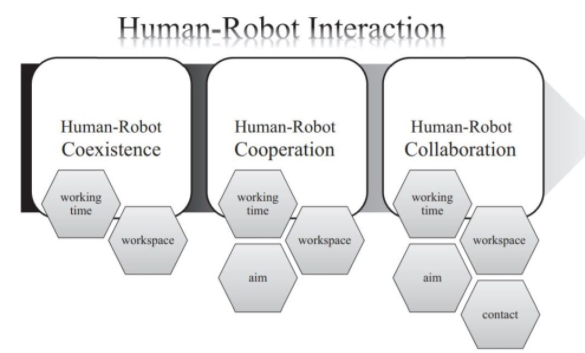 Human-Robot Interaction
Human-Robot
Coexistence
working
time
workspace
Human-Robot
Cooperation
working
time
workspace
aim
Human-Robot
Collaboration
working
time
workspace
aim
contact